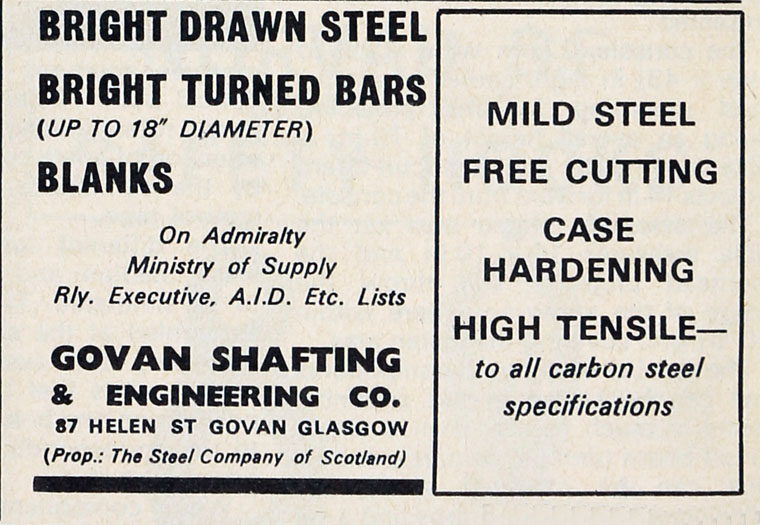 BRIGHT DRAWN STEEL
BRIGHT TURNED BARS
(UP TO 18" DIAMETER)
BLANKS
On Admiralty
Ministry of Supply
Rly. Executive, A.I.D. Etc. Lists
GOVAN SHAFTING
& ENGINEERING CO.
87 HELEN ST GOVAN GLASGOW
(Prop.: The Steel Company of Scotland)
MILD STEEL
FREE CUTTING
CASE
HARDENING
HIGH TENSILE—
to all carbon steel
specifications